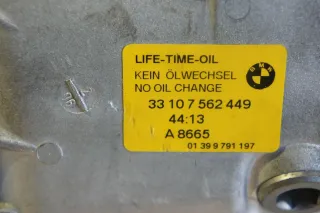 LIFE-TIME-OIL
KEIN ÖLWECHSEL
NO OIL CHANGE
BMW
33 10 7 562 449
44:13
A 8665
01 39 9 791 197